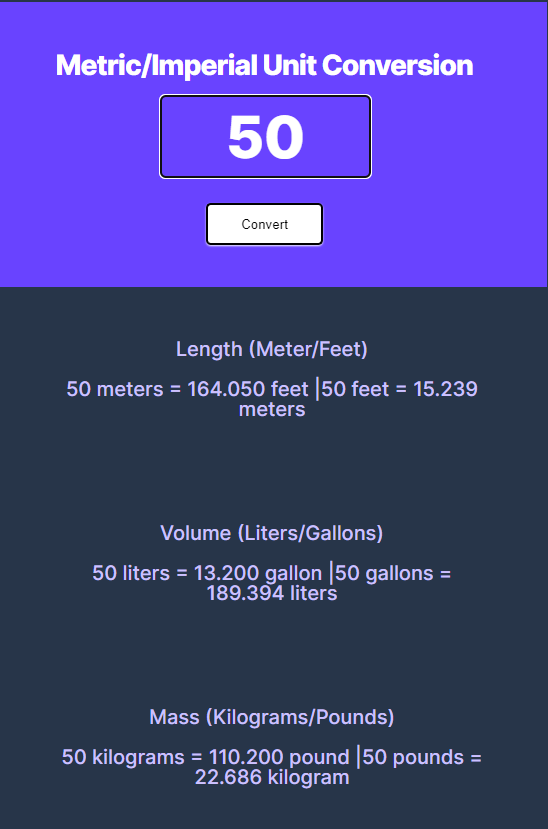 Metric/Imperial Unit Conversion
50
Convert
Length (Meter/Feet)
50 meters = 164.050 feet |50 feet = 15.239
meters
Volume (Liters/Gallons)
50 liters = 13.200 gallon |50 gallons =
189.394 liters
Mass (Kilograms/Pounds)
50 kilograms = 110.200 pound |50 pounds =
22.686 kilogram